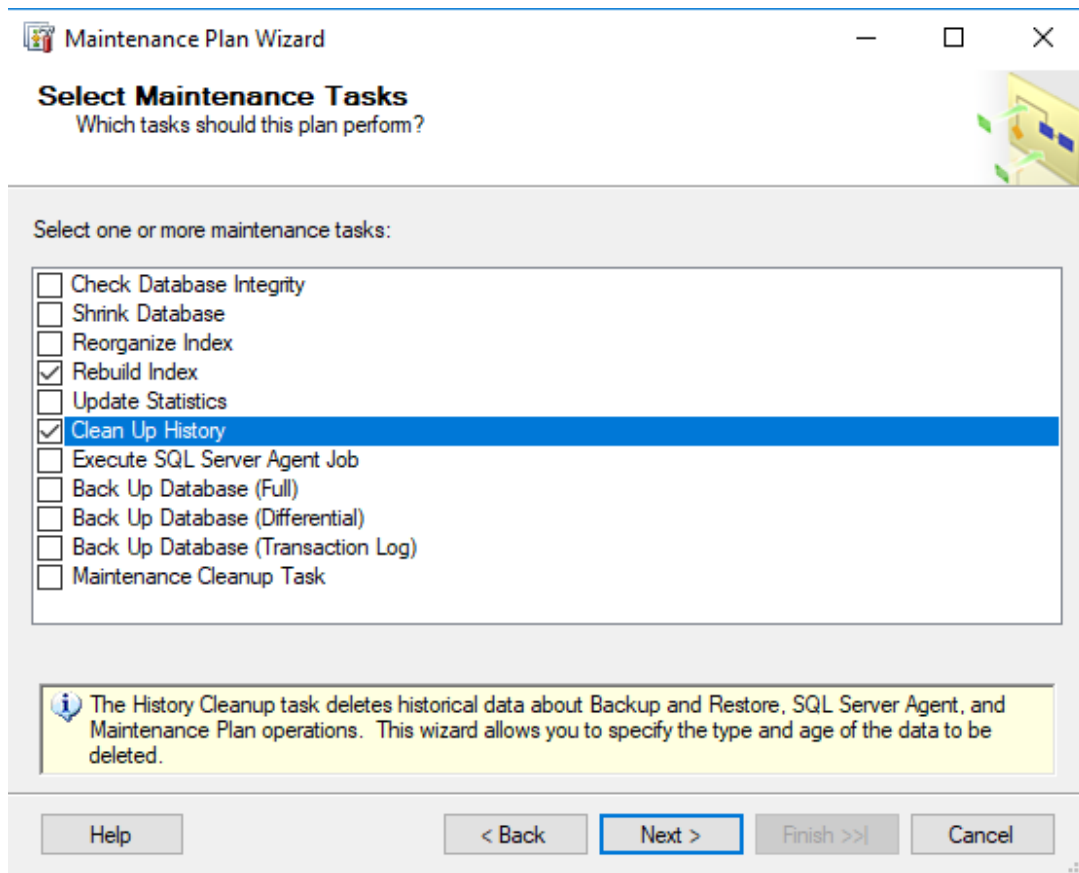 Maintenance Plan Wizard
Select Maintenance Tasks
Which tasks should this plan perform?
Select one or more maintenance tasks:
Check Database Integrity
Shrink Database
Reorganize Index
Rebuild Index
Update Statistics
Clean Up History
Execute SQL Server Agent Job
Back Up Database (Full)
Back Up Database (Differential)
Back Up Database (Transaction Log)
Maintenance Cleanup Task
The History Cleanup task deletes historical data about Backup and Restore, SQL Server Agent, and
Maintenance Plan operations.  This wizard allows you to specify the type and age of the data to be
deleted.
Help
< Back
Next >
Finish >>|
Cancel